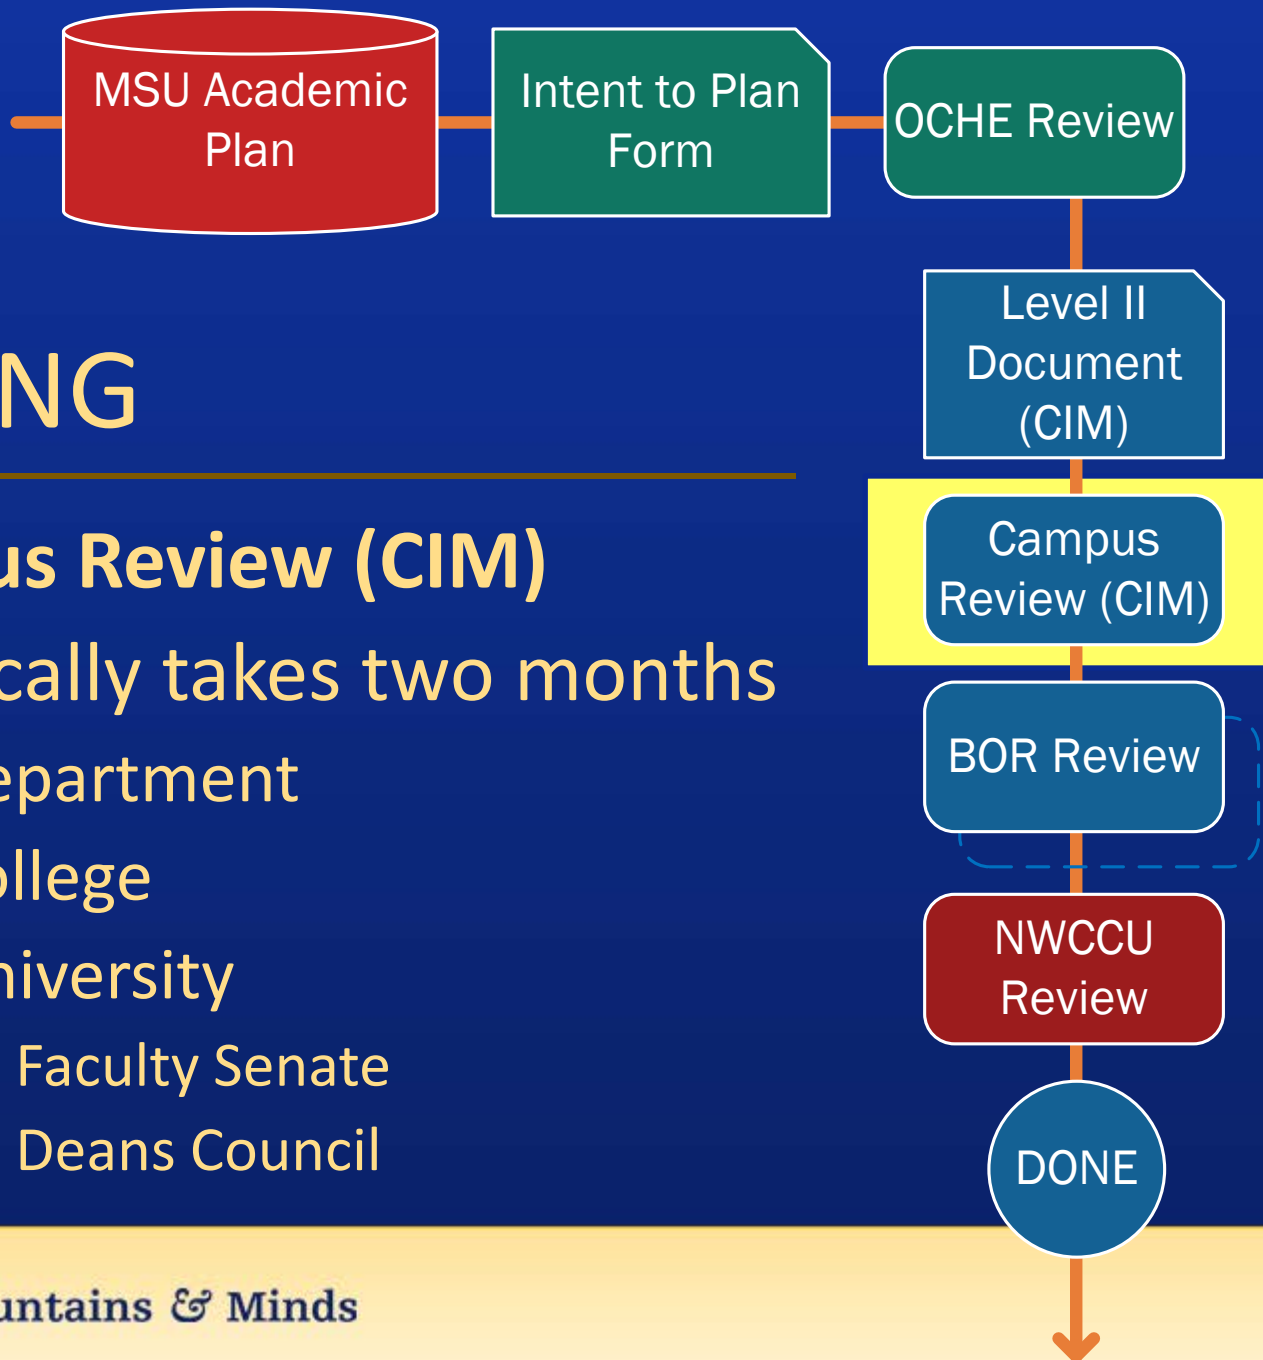 MSU Academic
Plan
Intent to Plan
Form
OCHE Review
Level II
Document
(CIM)
NG
us Review (CIM)
cally takes two months
epartment
ollege
niversity
Faculty Senate
Deans Council
Campus
Review (CIM)
BOR Review
NWCCU
Review
DONE
untains & Minds